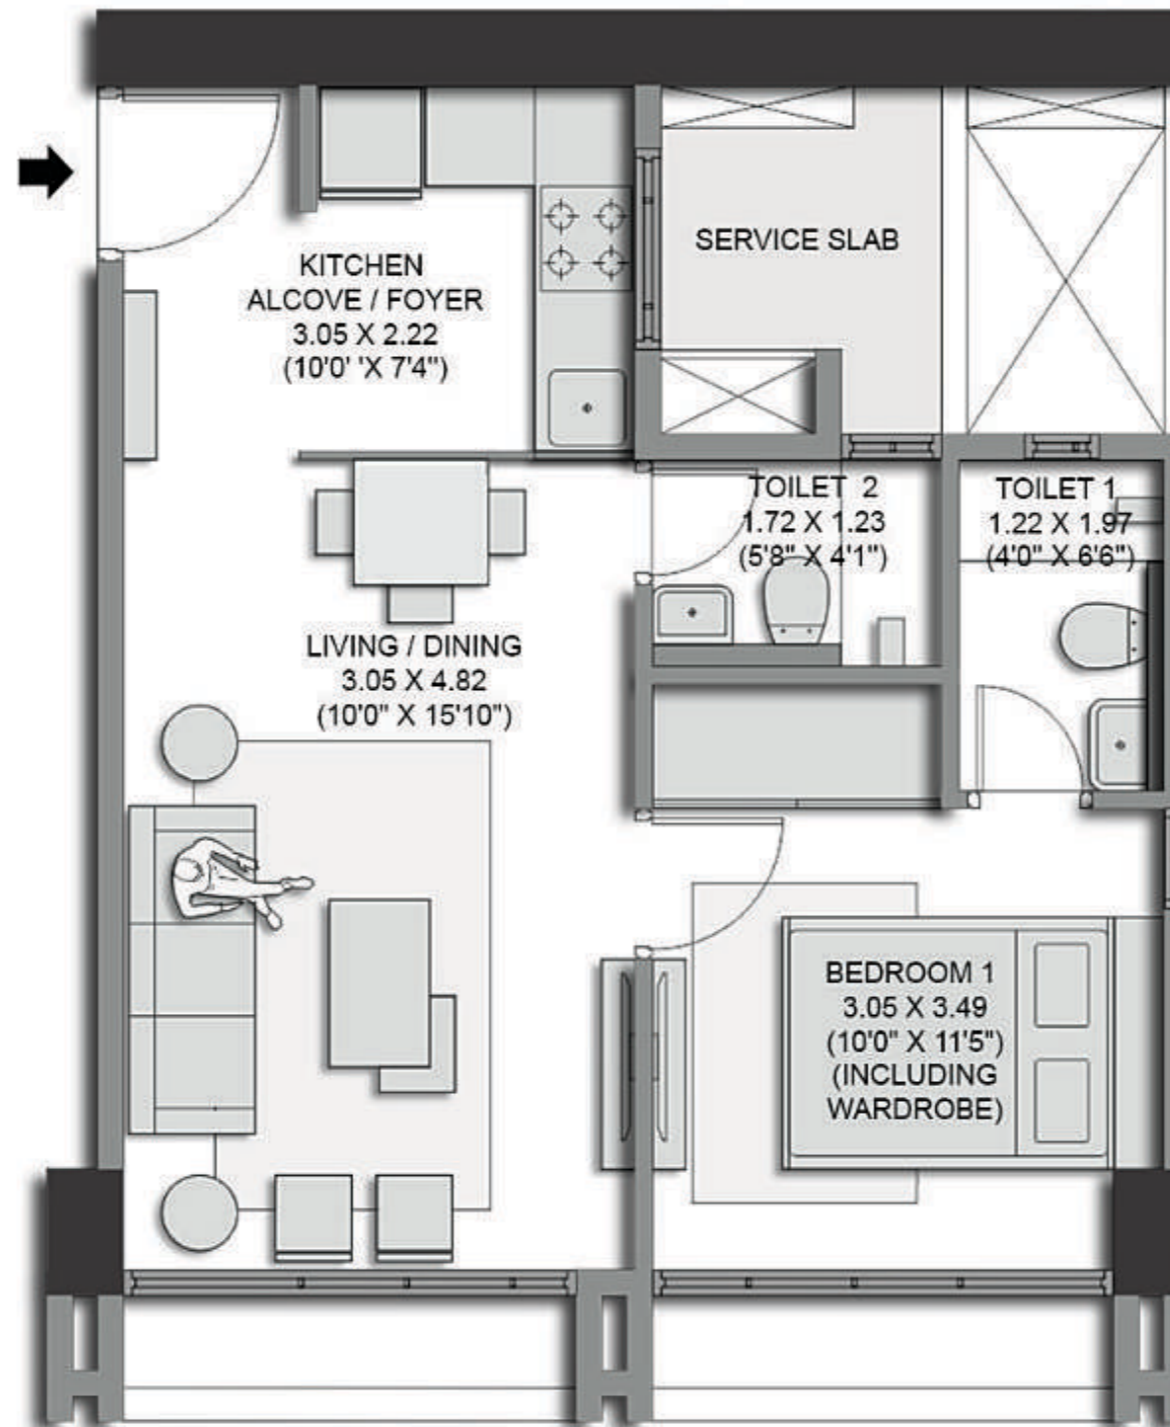 SERVICE SLAB
KITCHEN
ALCOVE / FOYER
3.05 X 2.22
(10'0' 'X 7'4")
TOILET 2
1.72 X 1.23
(5'8" X 4'1")
TOILET 1
1.22 X 1.97
(4'0" X 6'6")
LIVING / DINING
3.05 X 4.82
(10'0" X 15'10")
BEDROOM 1
3.05 X 3.49
(10'0" X 11'5")
(INCLUDING
WARDROBE)